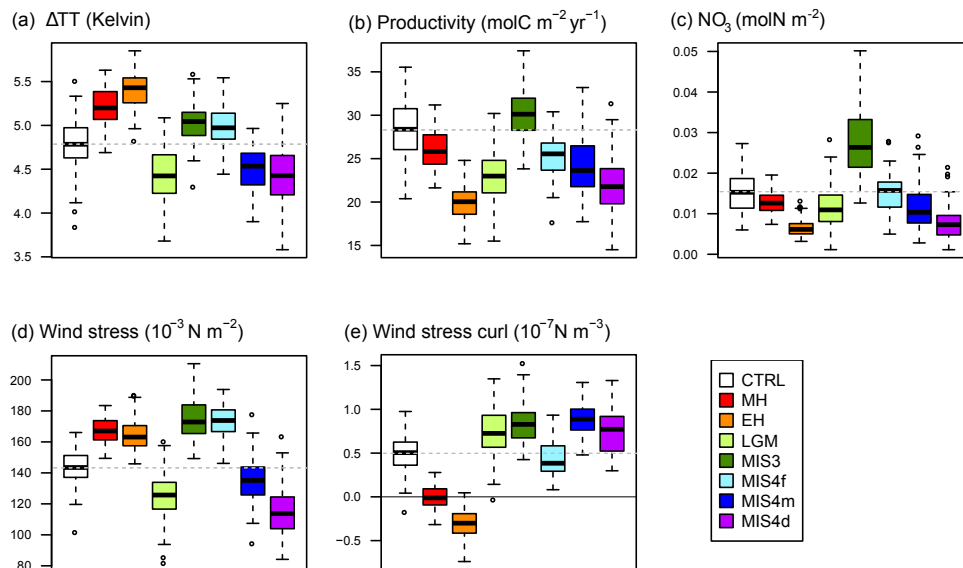 (a) ΔTT (Kelvin)
(b) Productivity (molC m⁻² yr⁻¹)
(c) NO₃ (molN m⁻²)
5.5
5.0
4.5
4.0
3.5
35
30
25
20
15
0.05
0.04
0.03
0.02
0.01
0.00
(d) Wind stress (10⁻³ N m⁻²)
(e) Wind stress curl (10⁻⁷N m⁻³)
200
180
160
140
120
100
80
1.5
1.0
0.5
0.0
−0.5
CTRL
MH
EH
LGM
MIS3
MIS4f
MIS4m
MIS4d